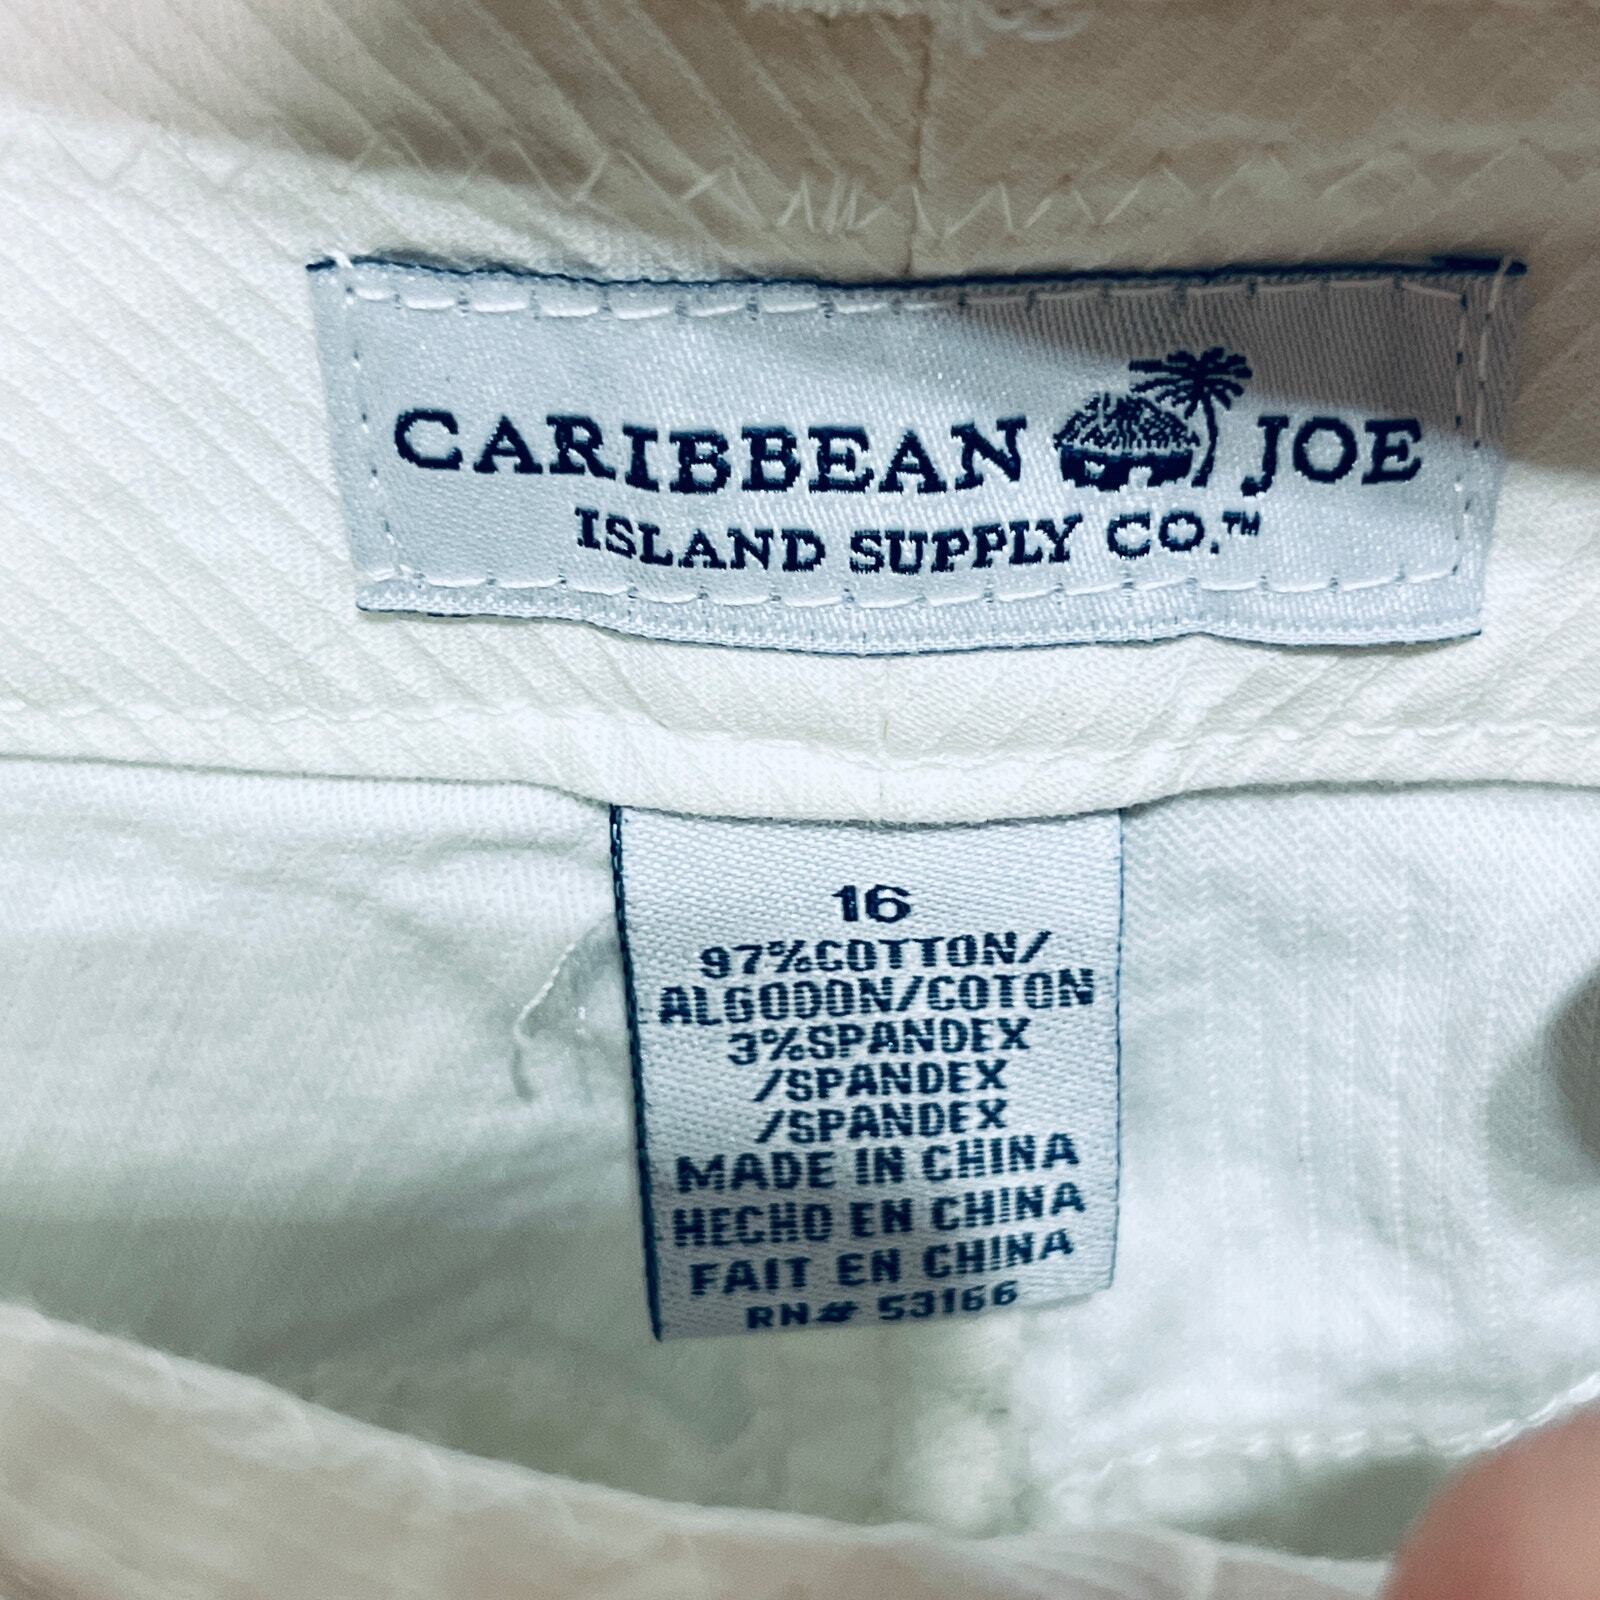 CARIBBEAN JOE
ISLAND SUPPLY CO.™
16
97%COTTON/
ALGODON/COTON
3%SPANDEX
/SPANDEX
/SPANDEX
MADE IN CHINA
HECHO EN CHINA
FAIT EN CHINA
RN# 53166